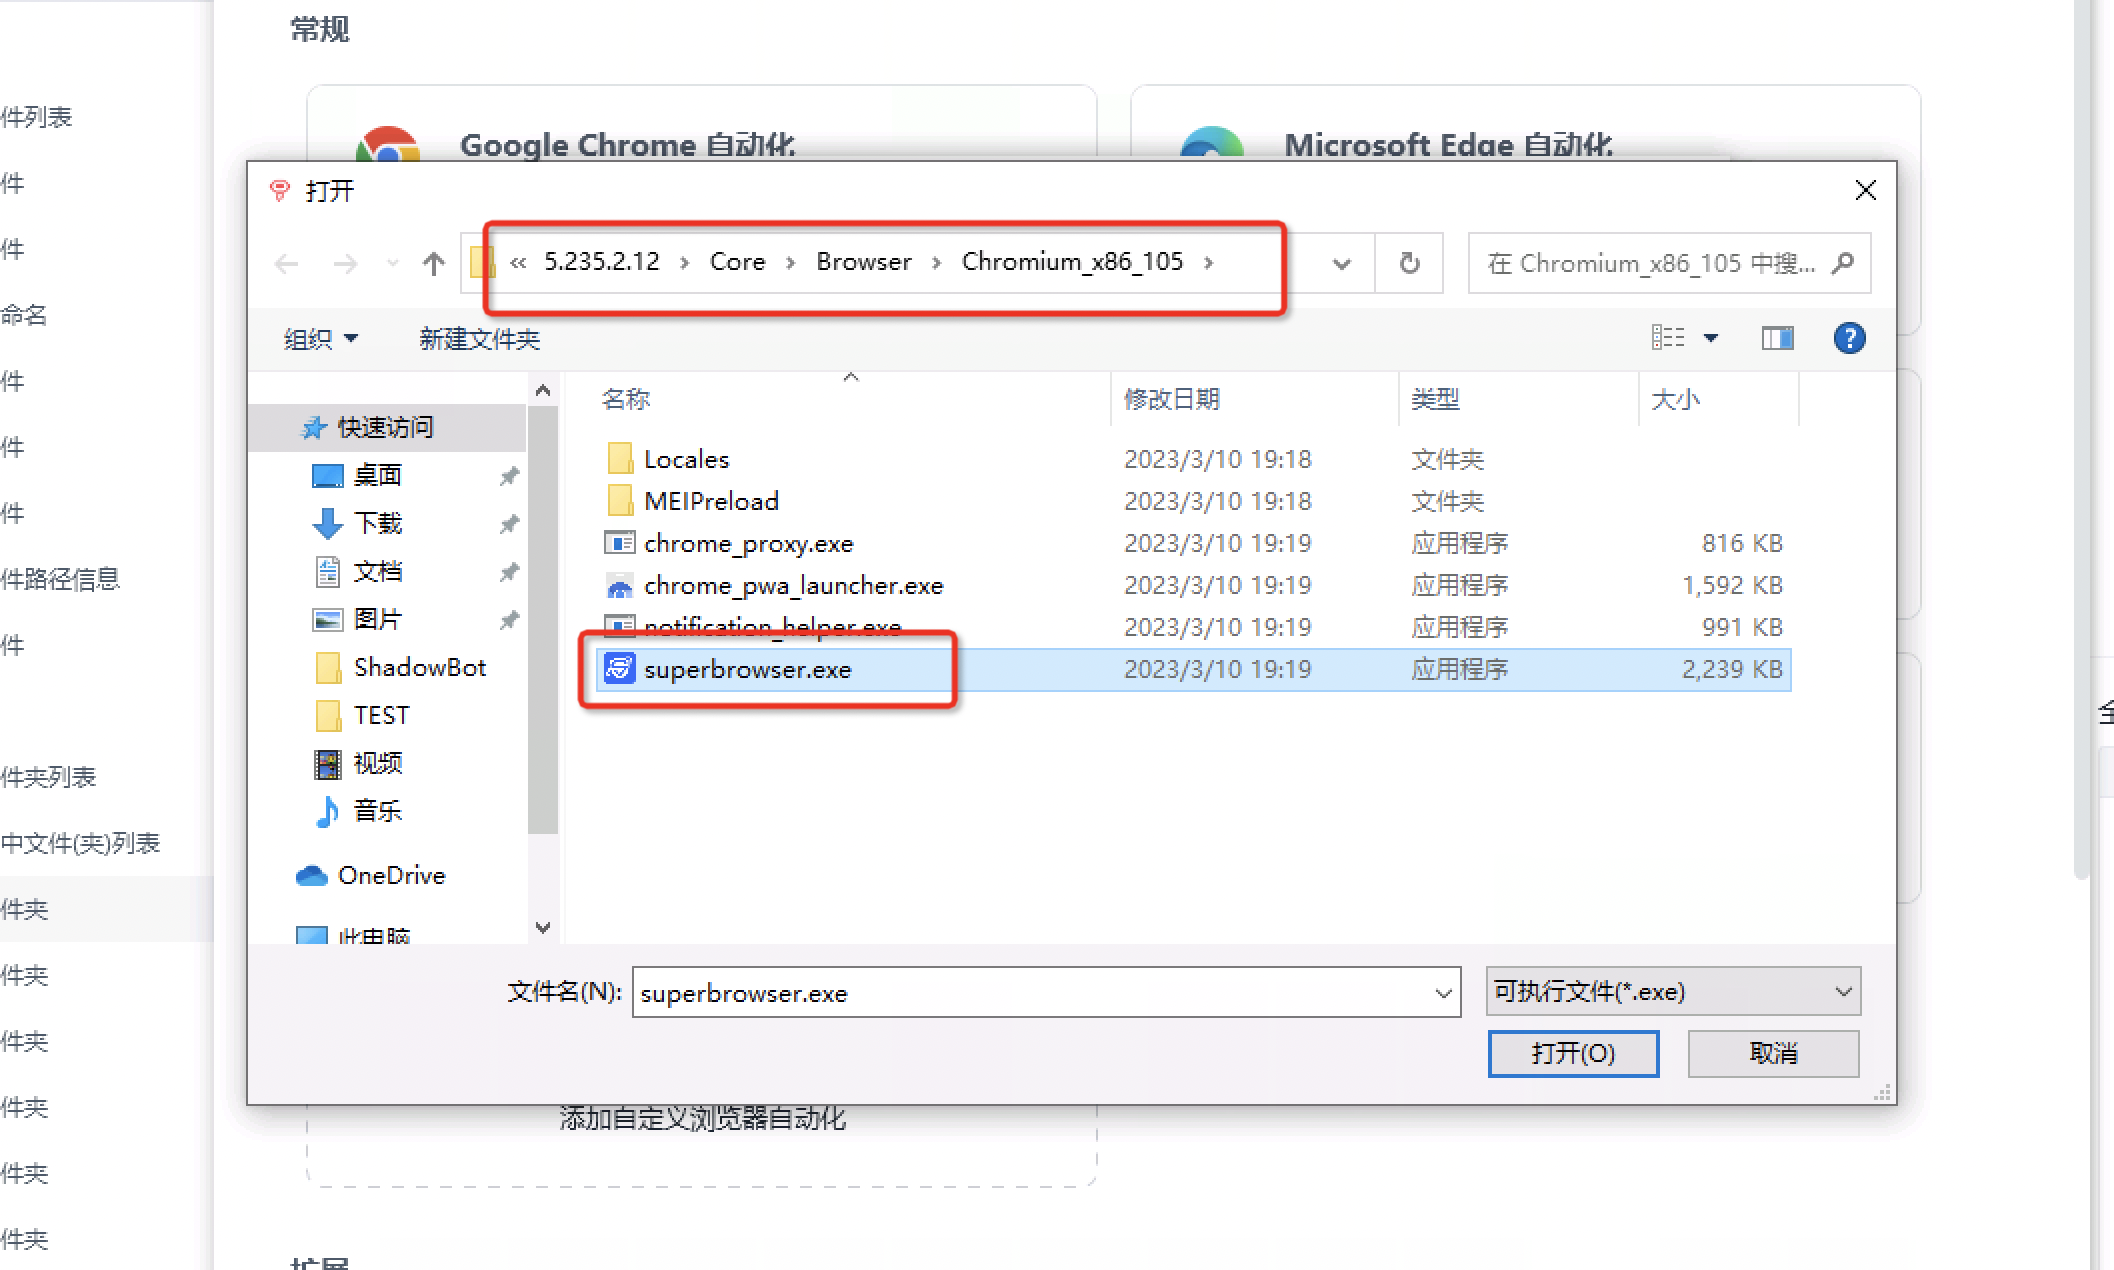 常规
件列表
件
件
命名
件
件
件
件路径信息
件
件夹列表
中文件(夹)列表
件夹
件夹
件夹
件夹
件夹
件夹
Google Chrome 自动化
Microsoft Edge 自动化
打开
« 5.235.2.12 › Core › Browser › Chromium_x86_105 ›
在 Chromium_x86_105 中搜...
组织
新建文件夹
?
名称 修改日期 类型 大小
快速访问
桌面
下载
文档
图片
ShadowBot
TEST
视频
音乐
OneDrive
此电脑
Locales 2023/3/10 19:18 文件夹
MEIPreload 2023/3/10 19:18 文件夹
chrome_proxy.exe 2023/3/10 19:19 应用程序 816 KB
chrome_pwa_launcher.exe 2023/3/10 19:19 应用程序 1,592 KB
notification_helper.exe 2023/3/10 19:19 应用程序 991 KB
superbrowser.exe 2023/3/10 19:19 应用程序 2,239 KB
文件名(N): superbrowser.exe
可执行文件(*.exe)
打开(O)
取消
添加自定义浏览器自动化
扩展
全